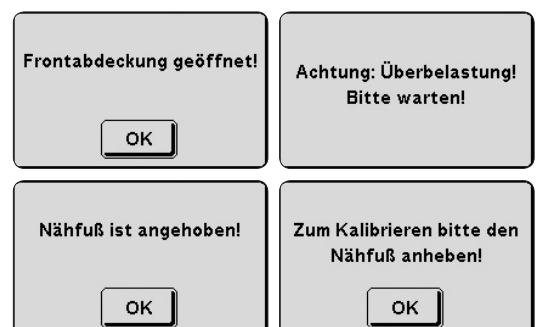 Frontabdeckung geöffnet!
OK
Achtung: Überbelastung!
Bitte warten!
Nähfuß ist angehoben!
OK
Zum Kalibrieren bitte den
Nähfuß anheben!
OK